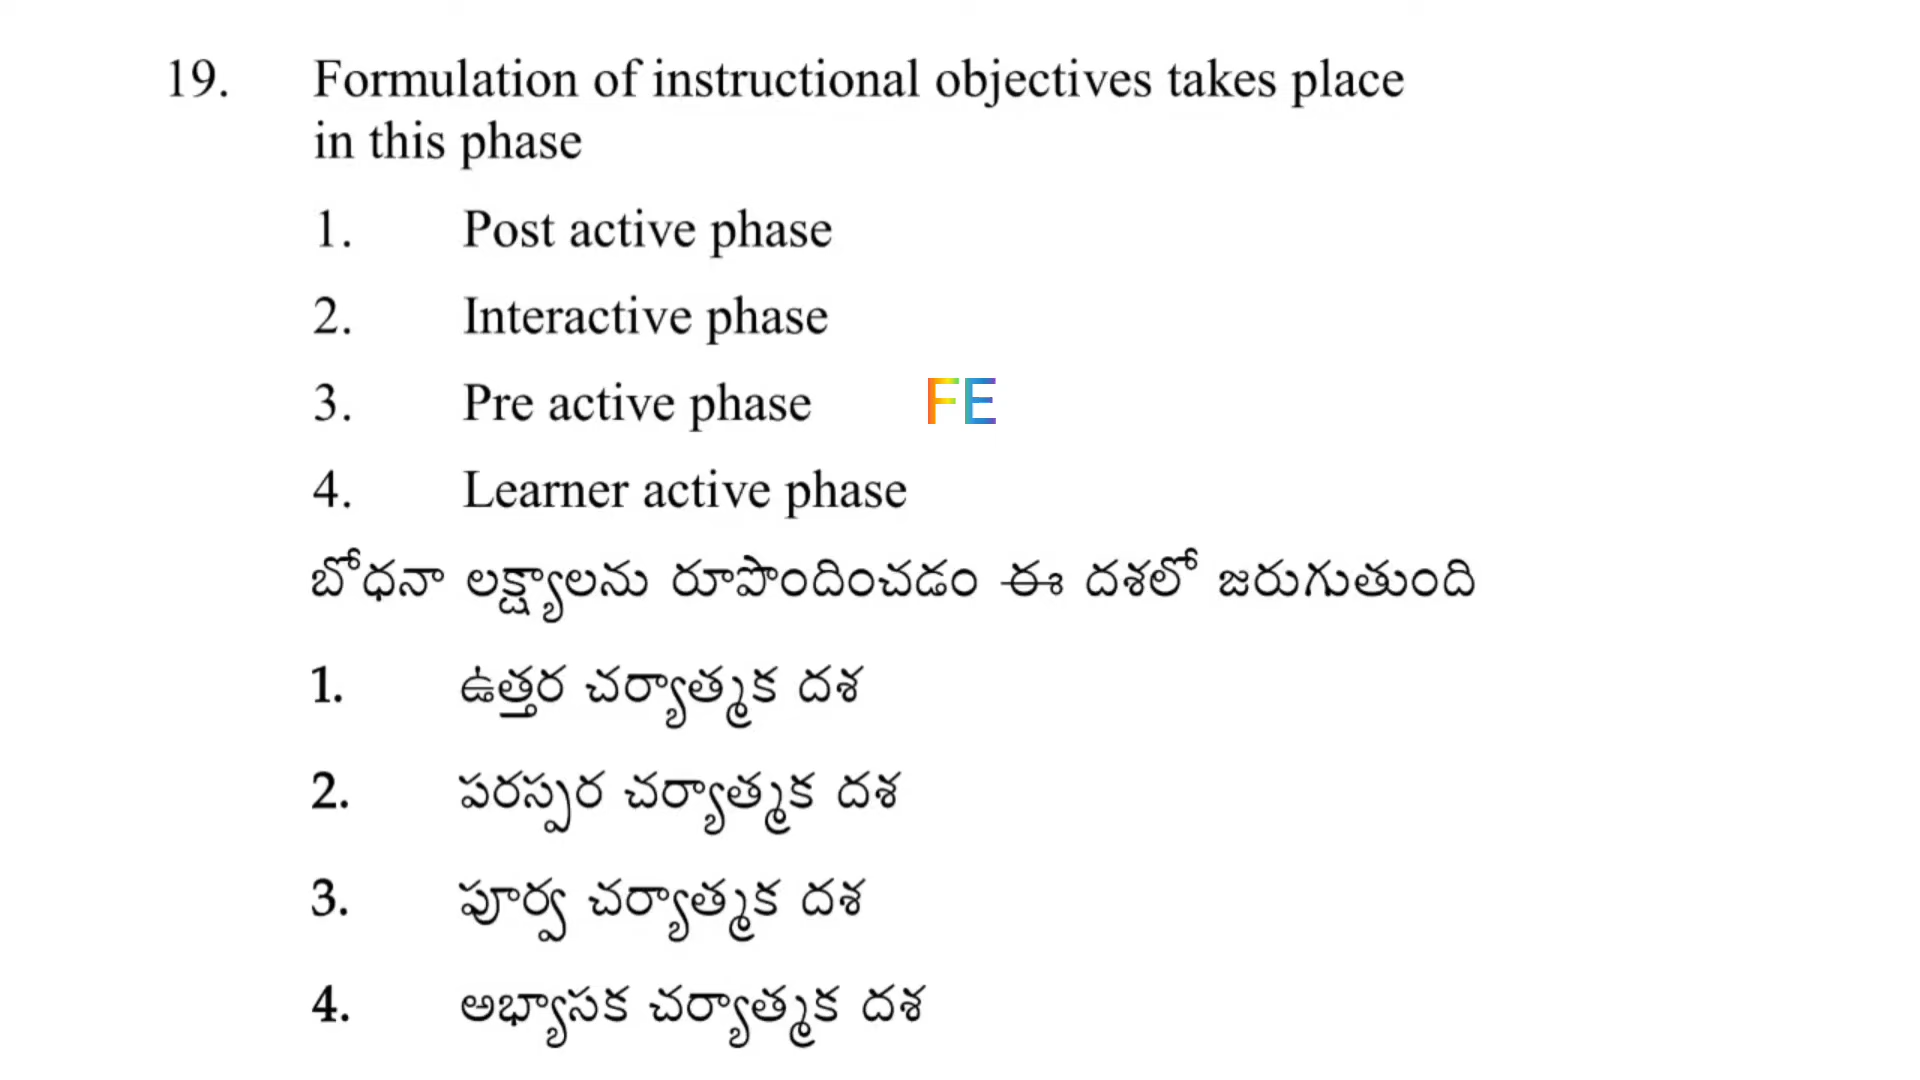 19. Formulation of instructional objectives takes place
in this phase
1. Post active phase
2. Interactive phase
3. Pre active phase
FE
4. Learner active phase
బోధనా లక్ష్యాలను రూపొందించడం ఈ దశలో జరుగుతుంది
1. ఉత్తర చర్యాత్మక దశ
2. పరస్పర చర్యాత్మక దశ
3. పూర్వ చర్యాత్మక దశ
4. అభ్యాసక చర్యాత్మక దశ